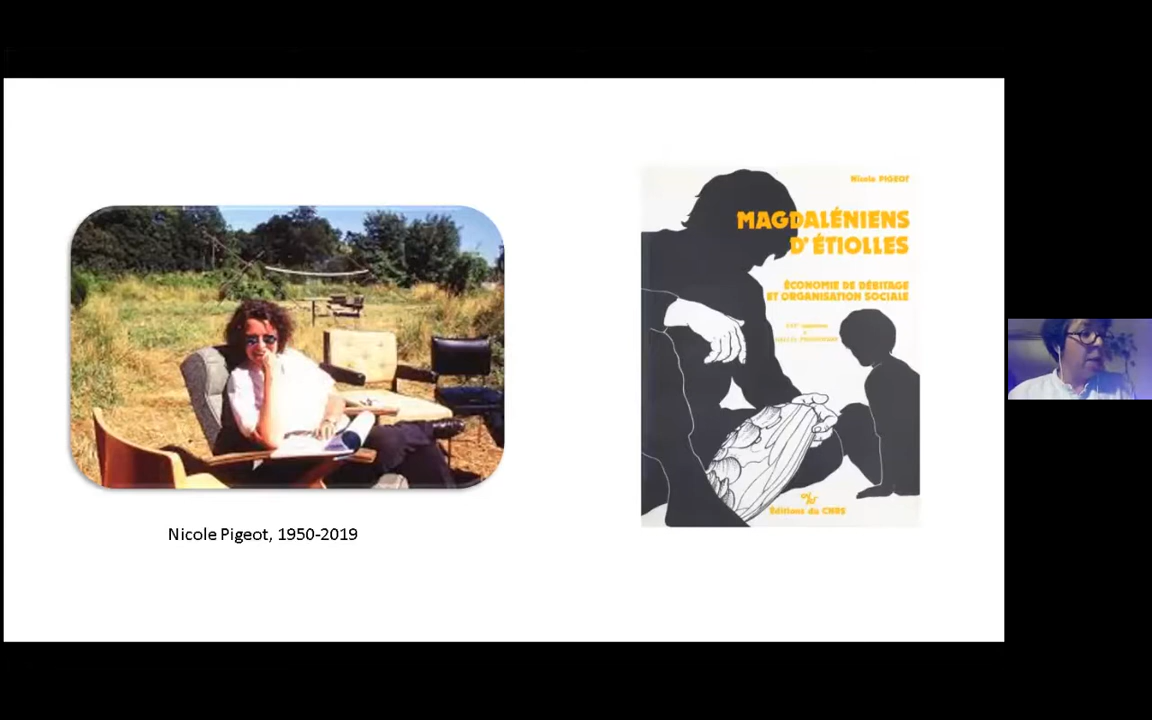 Nicole PIGEOT
MAGDALÉNIENS
D'ÉTIOLLES
ÉCONOMIE DE DÉBITAGE
ET ORGANISATION SOCIALE
Éditions du CNRS
Nicole Pigeot, 1950-2019